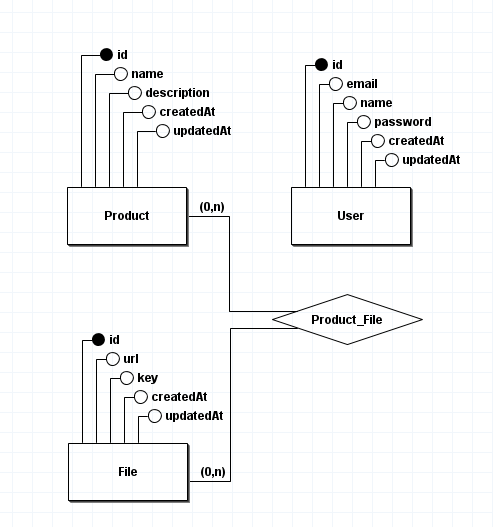 id
name
description
createdAt
updatedAt
Product
(0,n)
id
email
name
password
createdAt
updatedAt
User
Product_File
id
url
key
createdAt
updatedAt
File
(0,n)